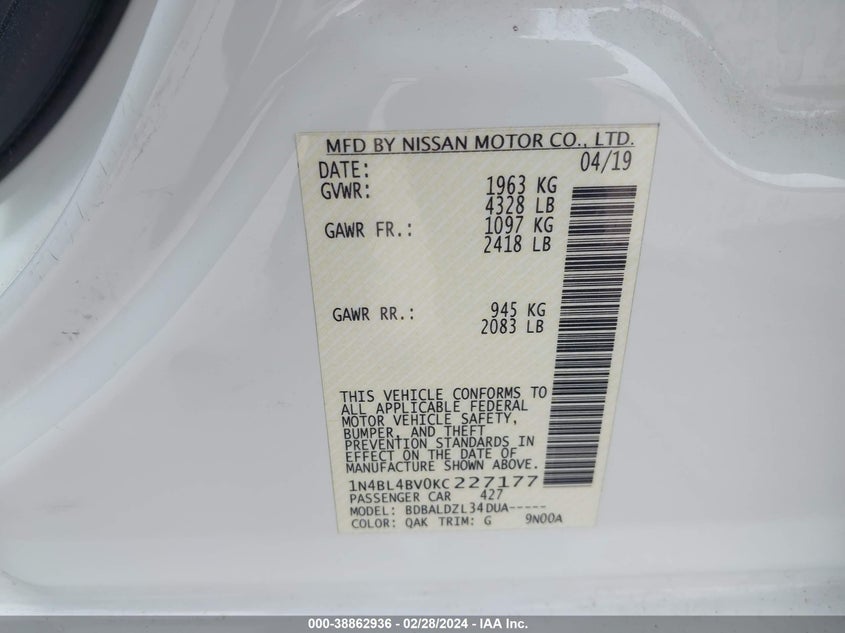 MFD BY NISSAN MOTOR CO., LTD.
DATE: 04/19
GVWR: 1963 KG
4328 LB
GAWR FR.: 1097 KG
2418 LB
GAWR RR.: 945 KG
2083 LB
THIS VEHICLE CONFORMS TO
ALL APPLICABLE FEDERAL
MOTOR VEHICLE SAFETY,
BUMPER, AND THEFT
PREVENTION STANDARDS IN
EFFECT ON THE DATE OF
MANUFACTURE SHOWN ABOVE.
1N4BL4BV0KC227177
PASSENGER CAR 427
MODEL: BDBALDZL34DUA-----
COLOR: QAK TRIM: G 9N00A
000-38862936 - 02/28/2024 - IAA Inc.